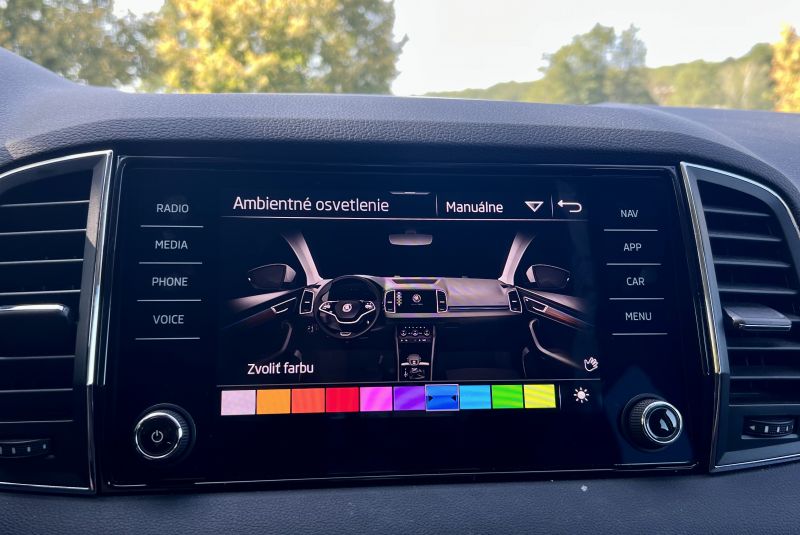 RADIO
MEDIA
PHONE
VOICE
Ambientné osvetlenie
Manuálne
Zvoliť farbu
NAV
APP
CAR
MENU